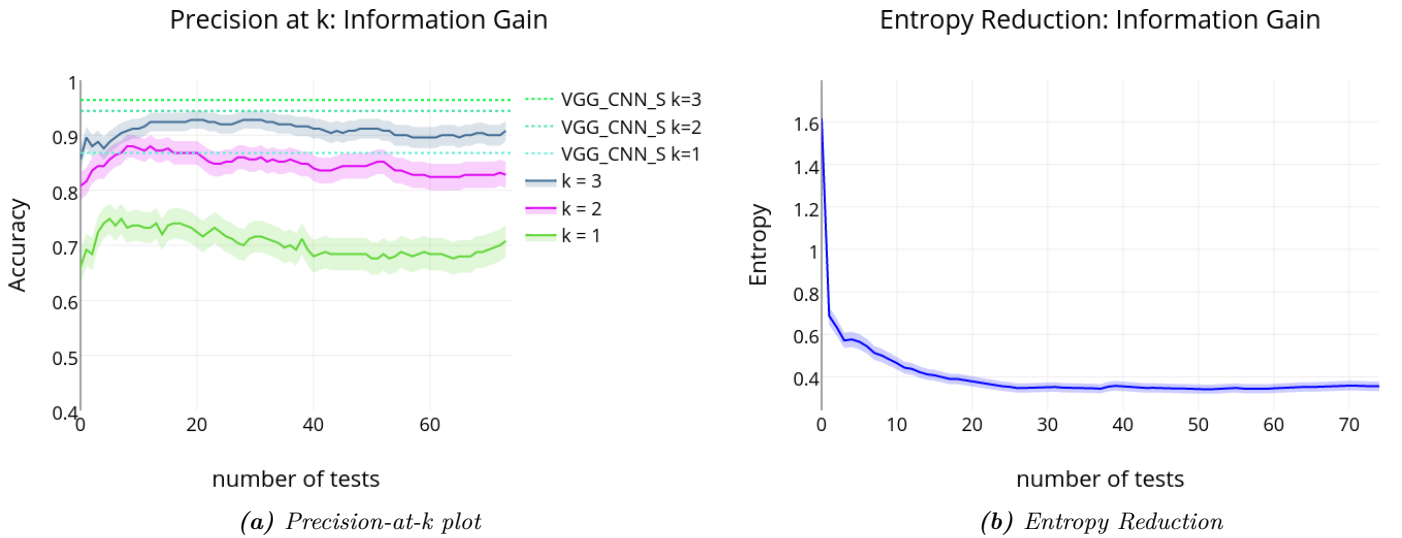 Precision at k: Information Gain
Accuracy
1
0.9
0.8
0.7
0.6
0.5
0.4
0 20 40 60
number of tests
VGG_CNN_S k=3
VGG_CNN_S k=2
VGG_CNN_S k=1
k = 3
k = 2
k = 1
(a) Precision-at-k plot
Entropy Reduction: Information Gain
Entropy
1.6
1.4
1.2
1
0.8
0.6
0.4
0 10 20 30 40 50 60 70
number of tests
(b) Entropy Reduction